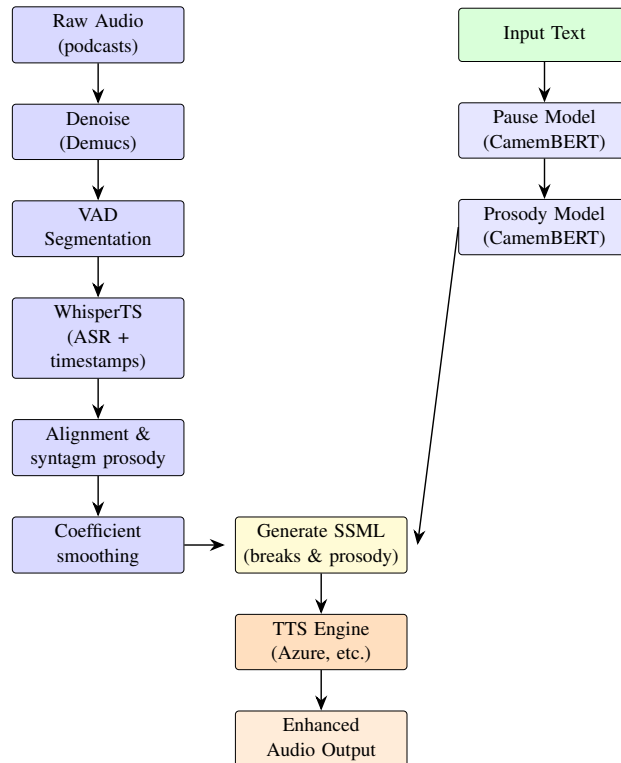 Raw Audio
(podcasts)
Denoise
(Demucs)
VAD
Segmentation
WhisperTS
(ASR +
timestamps)
Alignment &
syntagm prosody
Coefficient
smoothing
Input Text
Pause Model
(CamemBERT)
Prosody Model
(CamemBERT)
Generate SSML
(breaks & prosody)
TTS Engine
(Azure, etc.)
Enhanced
Audio Output